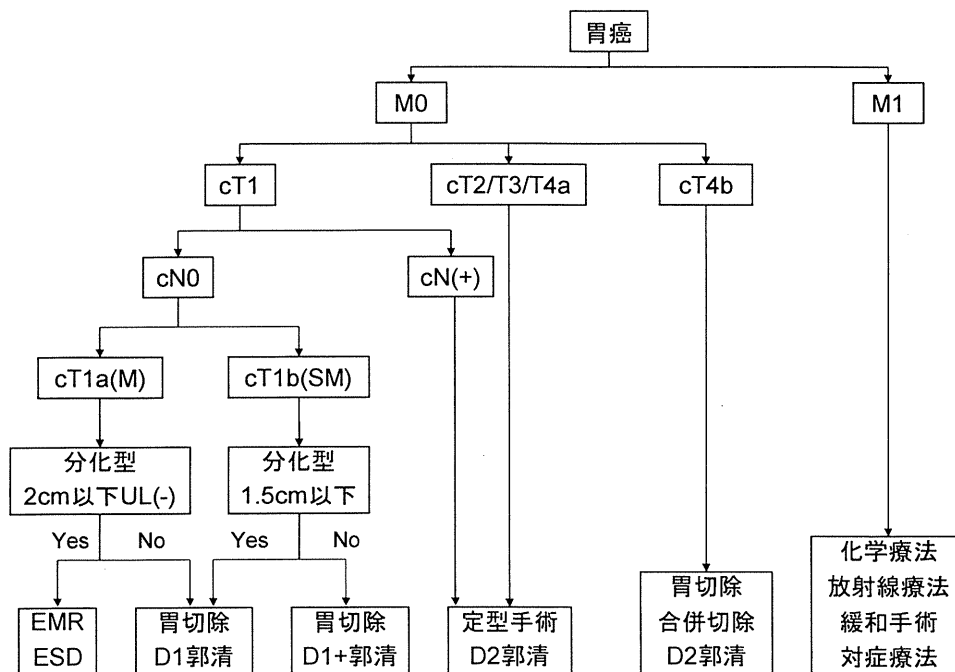 胃癌
M0
M1
cT1
cT2/T3/T4a
cT4b
cN0
cN(+)
cT1a(M)
cT1b(SM)
分化型
2cm以下UL(-)
分化型
1.5cm以下
Yes
No
Yes
No
EMR
ESD
胃切除
D1郭清
胃切除
D1+郭清
定型手術
D2郭清
胃切除
合併切除
D2郭清
化学療法
放射線療法
緩和手術
対症療法